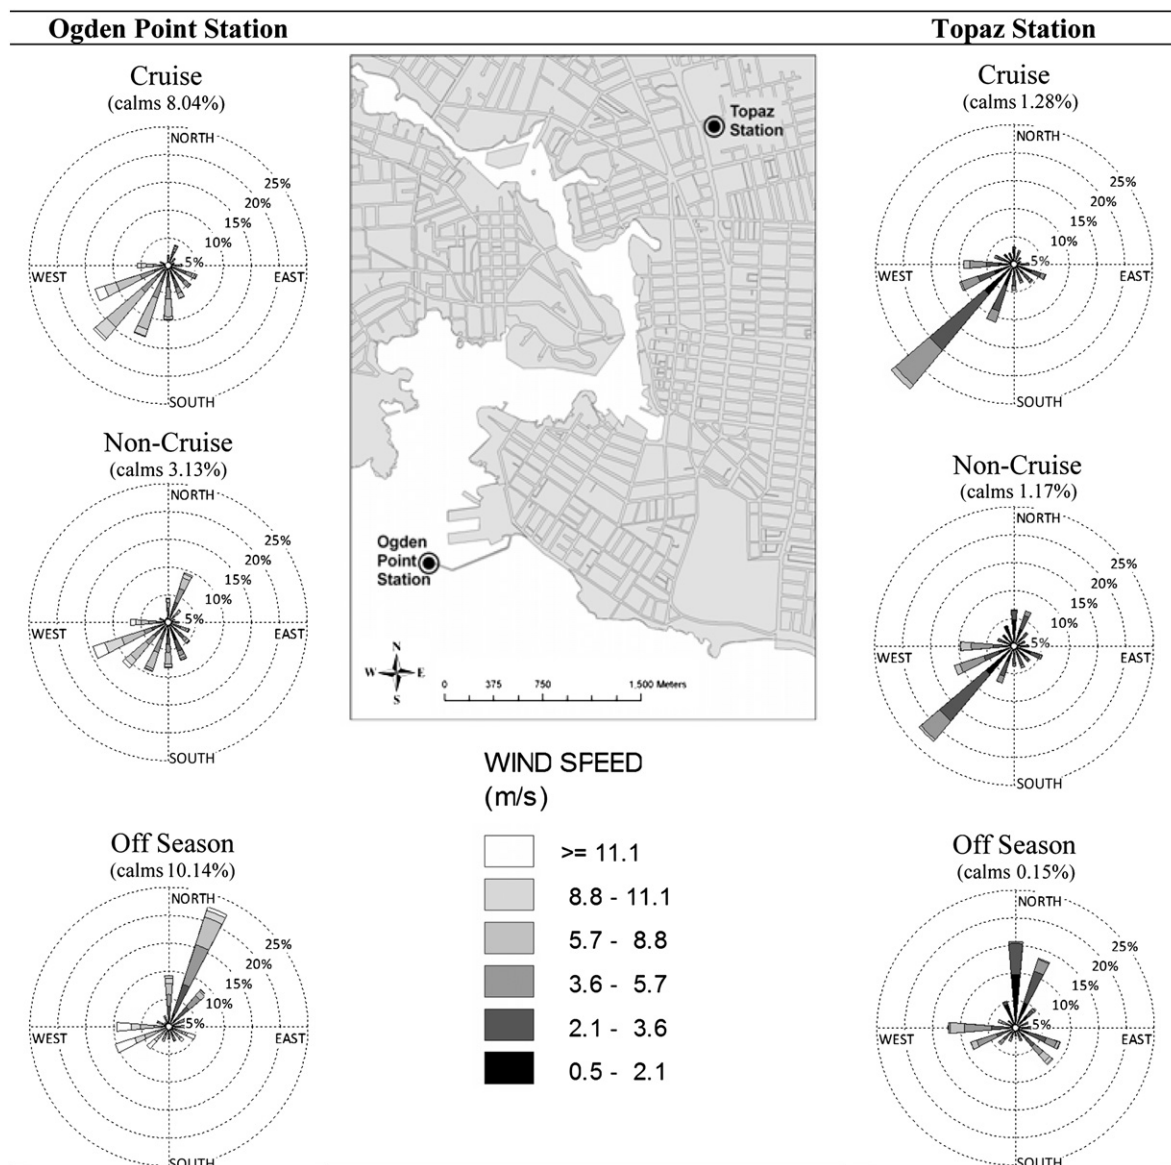 Ogden Point Station
Topaz Station
Cruise
(calms 8.04%)
NORTH
25%
20%
15%
10%
5%
WEST
EAST
SOUTH
Non-Cruise
(calms 3.13%)
NORTH
25%
20%
15%
10%
5%
WEST
EAST
SOUTH
Off Season
(calms 10.14%)
NORTH
25%
20%
15%
10%
5%
WEST
EAST
SOUTH
Topaz
Station
Ogden
Point
Station
N
W
E
S
0 375 750 1,500 Meters
WIND SPEED
(m/s)
>= 11.1
8.8 - 11.1
5.7 - 8.8
3.6 - 5.7
2.1 - 3.6
0.5 - 2.1
Cruise
(calms 1.28%)
NORTH
25%
20%
15%
10%
5%
WEST
EAST
SOUTH
Non-Cruise
(calms 1.17%)
NORTH
25%
20%
15%
10%
5%
WEST
EAST
SOUTH
Off Season
(calms 0.15%)
NORTH
25%
20%
15%
10%
5%
WEST
EAST
SOUTH